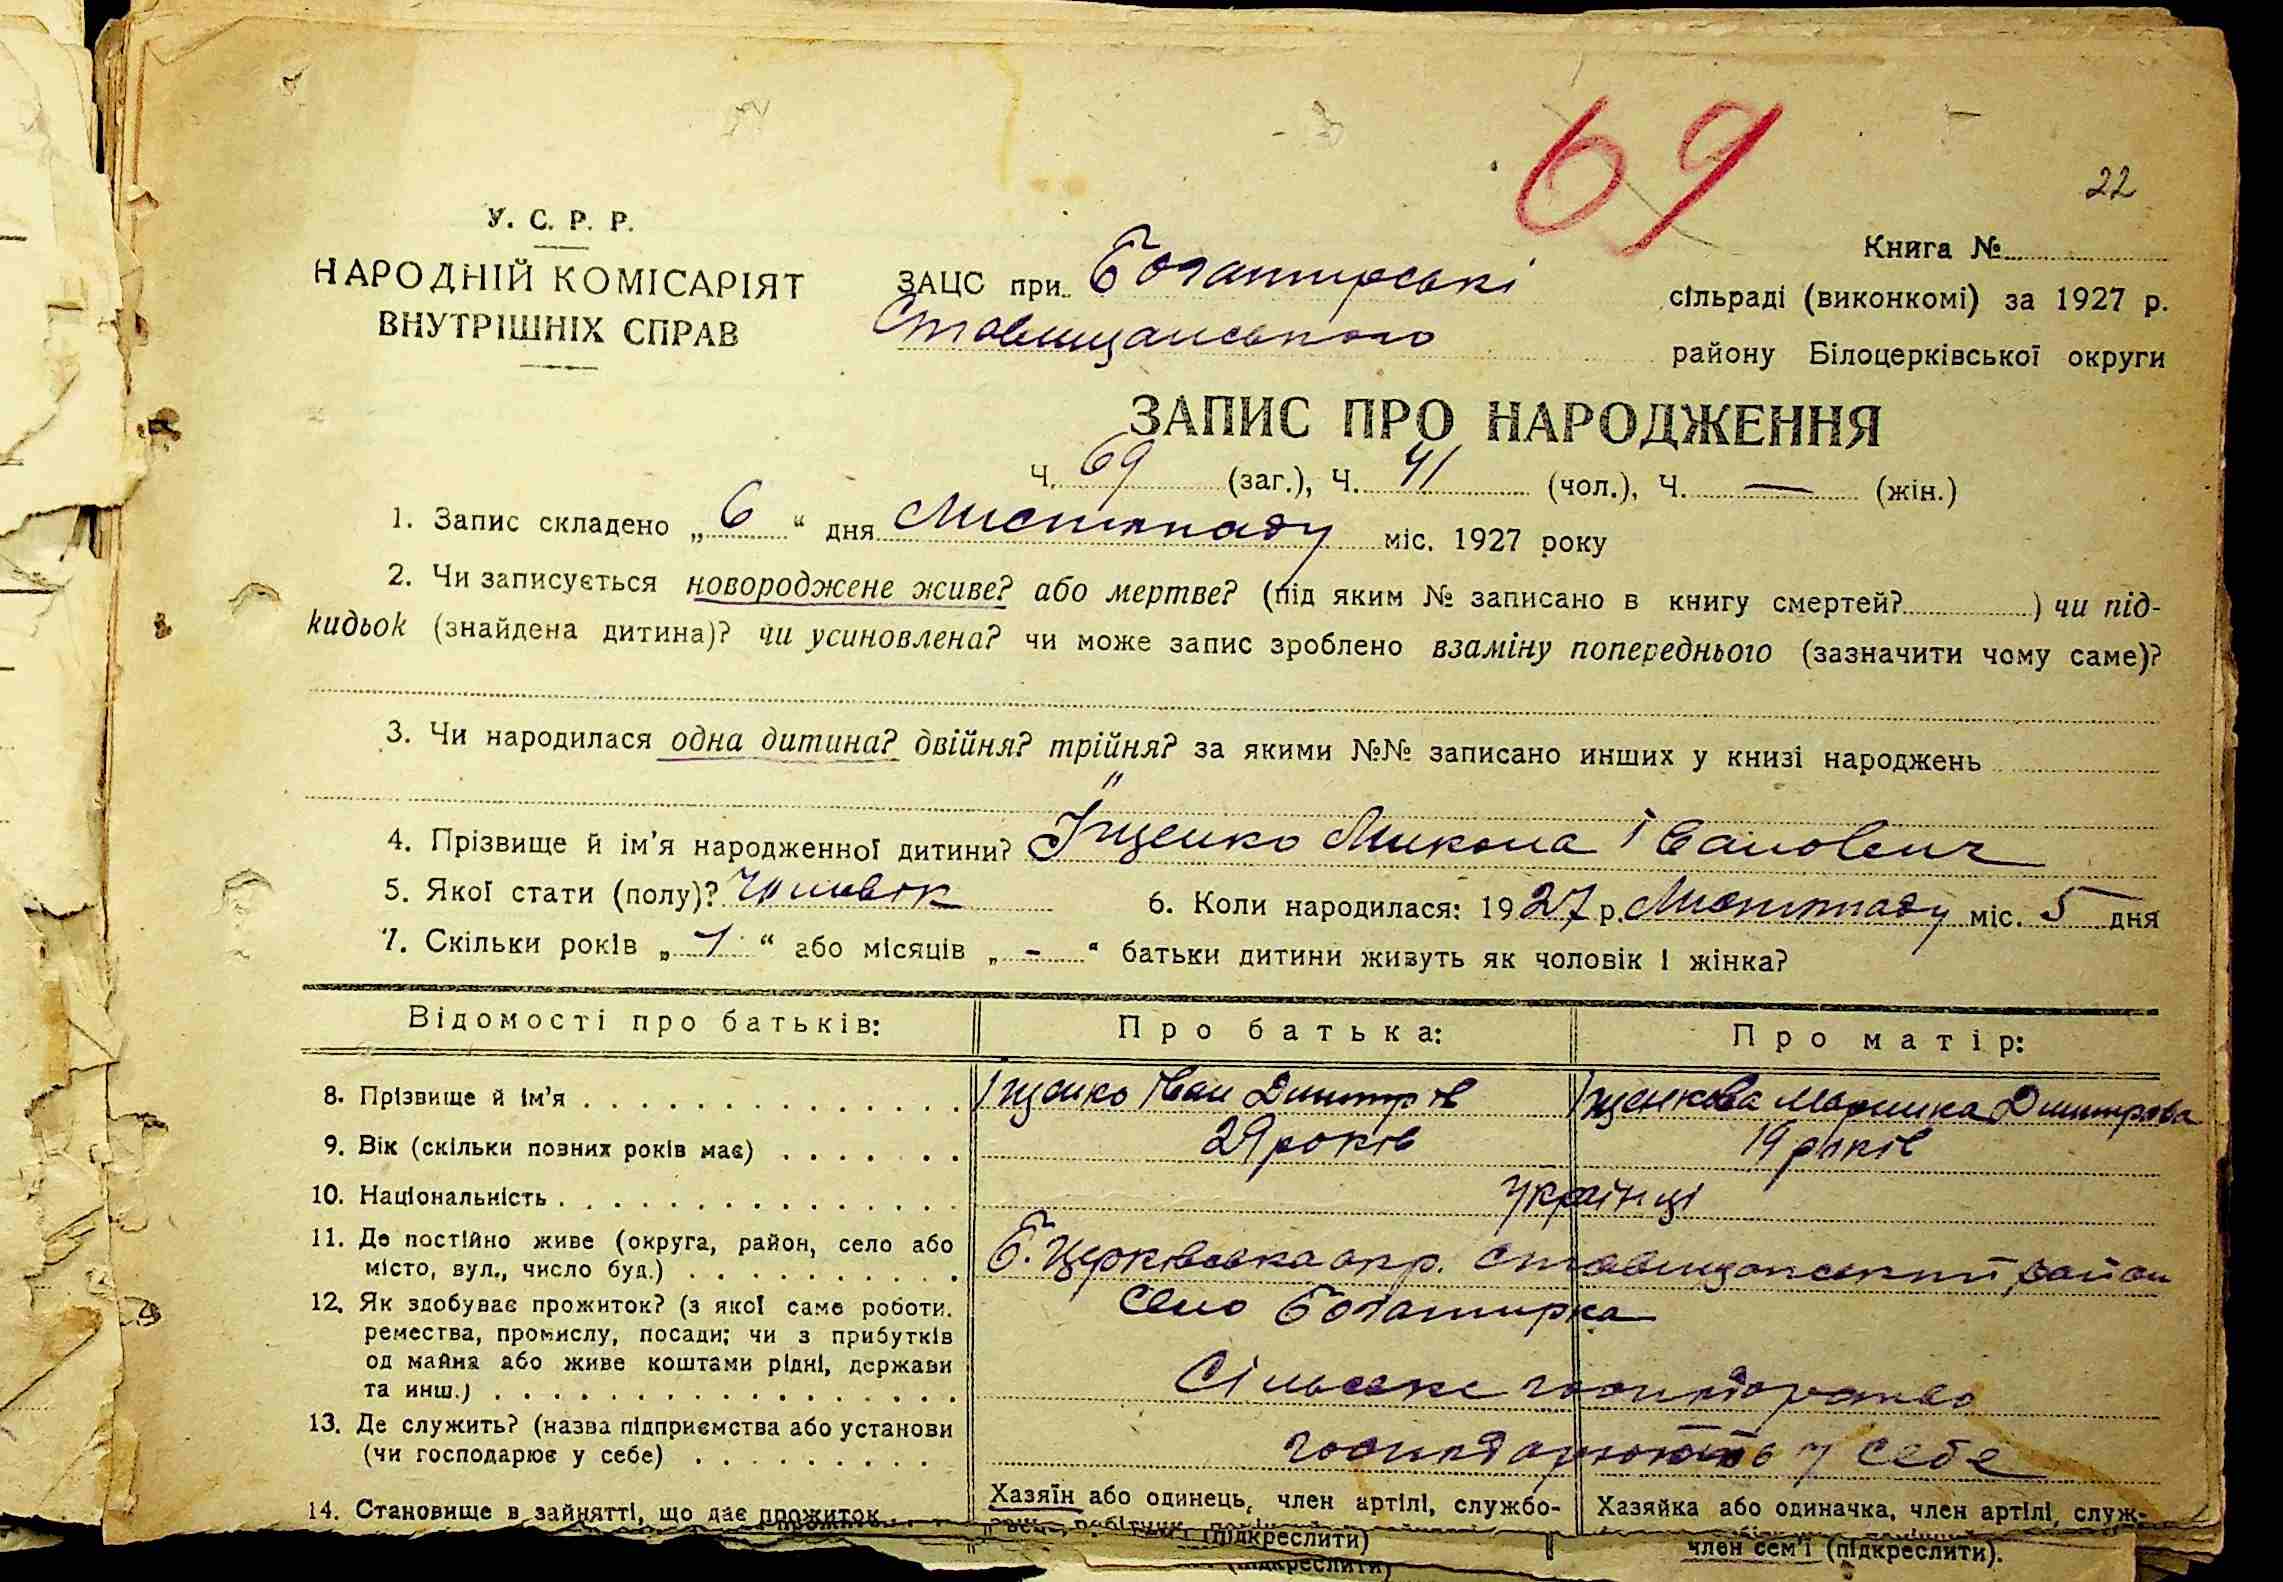 69
22
У. С. Р. Р.
НАРОДНІЙ КОМІСАРІЯТ
ВНУТРІШНІХ СПРАВ
Книга №
ЗАЦС при Богатирські сільраді (виконкомі) за 1927 р.
Ставищанського району Білоцерківської округи
ЗАПИС ПРО НАРОДЖЕННЯ
Ч. 69 (заг.), Ч. 41 (чол.), Ч. — (жін.)
1. Запис складено „ 6 “ дня Листопаду міс. 1927 року
2. Чи записується новороджене живе? або мертве? (під яким № записано в книгу смертей? ) чи під-
кидьок (знайдена дитина)? чи усиновлена? чи може запис зроблено взаміну попереднього (зазначити чому саме)?
3. Чи народилася одна дитина? двійня? трійня? за якими №№ записано инших у книзі народжень
4. Прізвище й ім'я народженної дитини? Іщенко Микола Іванович
5. Якої стати (полу)? Чоловік 6. Коли народилася: 1927 р. Листопаду міс. 5 дня
7. Скільки років „ 1 “ або місяців „ - “ батьки дитини живуть як чоловік і жінка?
Відомості про батьків: Про батька: Про матір:
8. Прізвище й ім'я Іщенко Іван Дмитрів Іщенкова Маринка Дмитрова
9. Вік (скільки повних років має) 29 років 19 років
10. Національність українці
11. Де постійно живе (округа, район, село або
місто, вул., число буд.) Б. Церківська окр. Ставищанський район
село Богатирка
12. Як здобуває прожиток? (з якої саме роботи.
ремества, промислу, посади; чи з прибутків
од майна або живе коштами рідні, держави
та инш.) Сільське господарство
13. Де служить? (назва підприємства або установи
(чи господарює у себе) господарюють у себе
14. Становище в зайнятті, що дає прожиток Хазяїн або одинець, член артілі, службо- Хазяйка або одиначка, член артілі, служ-
(підкреслити) член сем'ї (підкреслити).
(підкреслити)